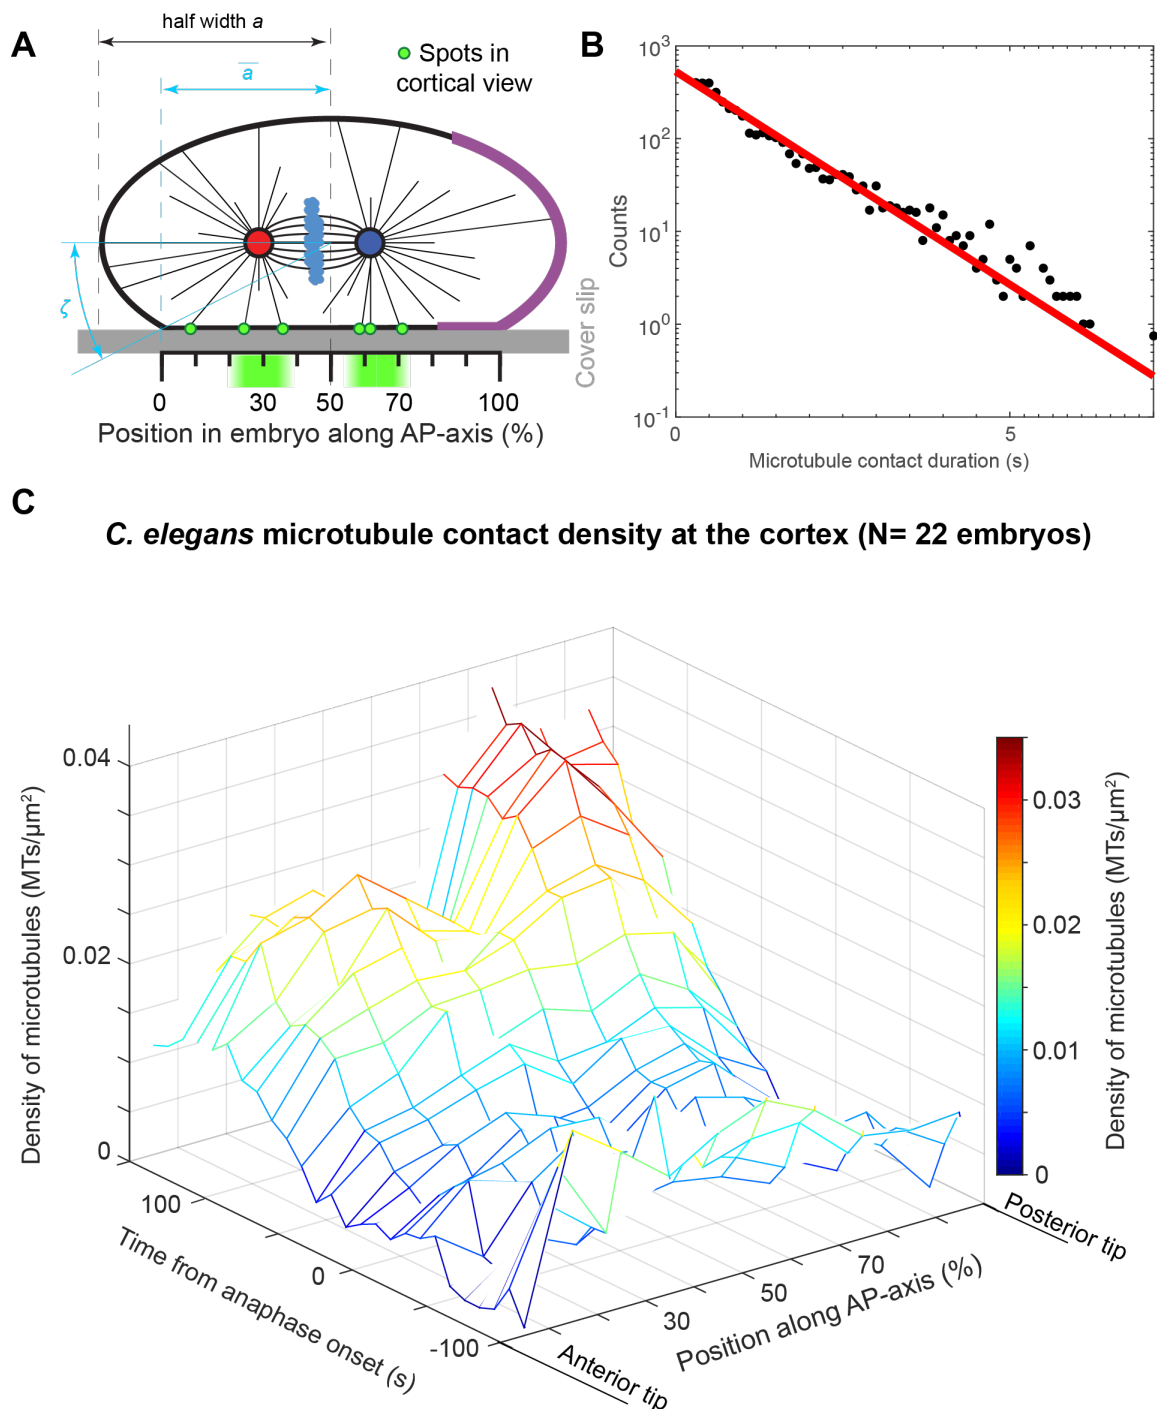 A
half width a
a
Spots in
cortical view
ζ
Cover slip
0
30
50
70
100
Position in embryo along AP-axis (%)
B
10³
10²
10¹
10⁰
10⁻¹
Counts
0
5
Microtubule contact duration (s)
C
C. elegans microtubule contact density at the cortex (N= 22 embryos)
0.04
0.02
0
Density of microtubules (MTs/µm²)
100
0
-100
Time from anaphase onset (s)
Anterior tip
30
50
70
Position along AP-axis (%)
Posterior tip
0.03
0.02
0.01
0
Density of microtubules (MTs/µm²)